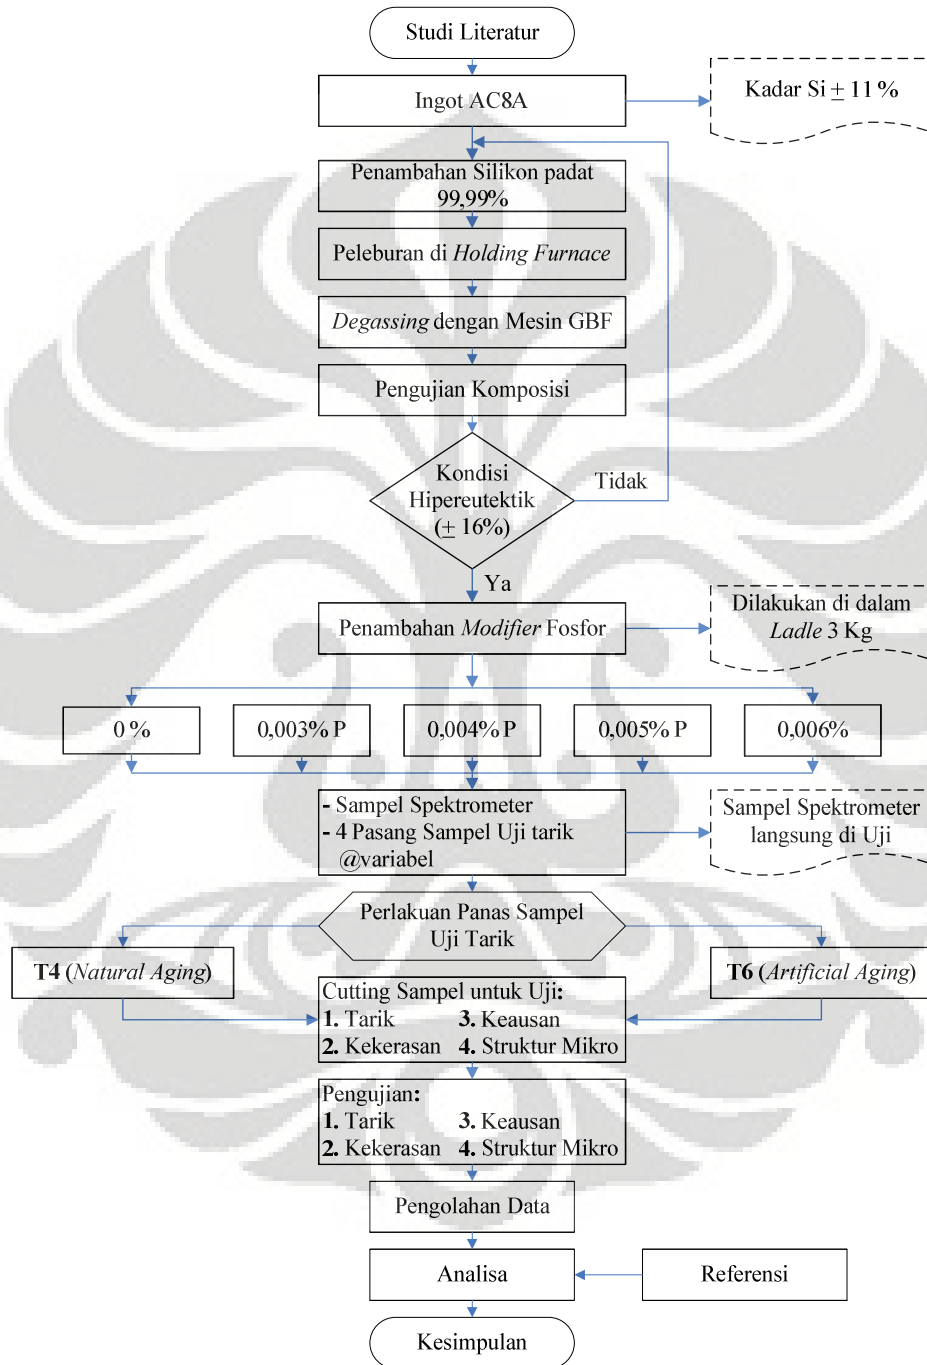 Studi Literatur
Ingot AC8A
Kadar Si ± 11 %
Penambahan Silikon padat
99,99%
Peleburan di Holding Furnace
Degassing dengan Mesin GBF
Pengujian Komposisi
Kondisi
Hipereutektik
(± 16%)
Tidak
Ya
Penambahan Modifier Fosfor
Dilakukan di dalam
Ladle 3 Kg
0 %
0,003% P
0,004% P
0,005% P
0,006%
- Sampel Spektrometer
- 4 Pasang Sampel Uji tarik
@variabel
Sampel Spektrometer
langsung di Uji
Perlakuan Panas Sampel
Uji Tarik
T4 (Natural Aging)
T6 (Artificial Aging)
Cutting Sampel untuk Uji:
1. Tarik 3. Keausan
2. Kekerasan 4. Struktur Mikro
Pengujian:
1. Tarik 3. Keausan
2. Kekerasan 4. Struktur Mikro
Pengolahan Data
Analisa
Referensi
Kesimpulan